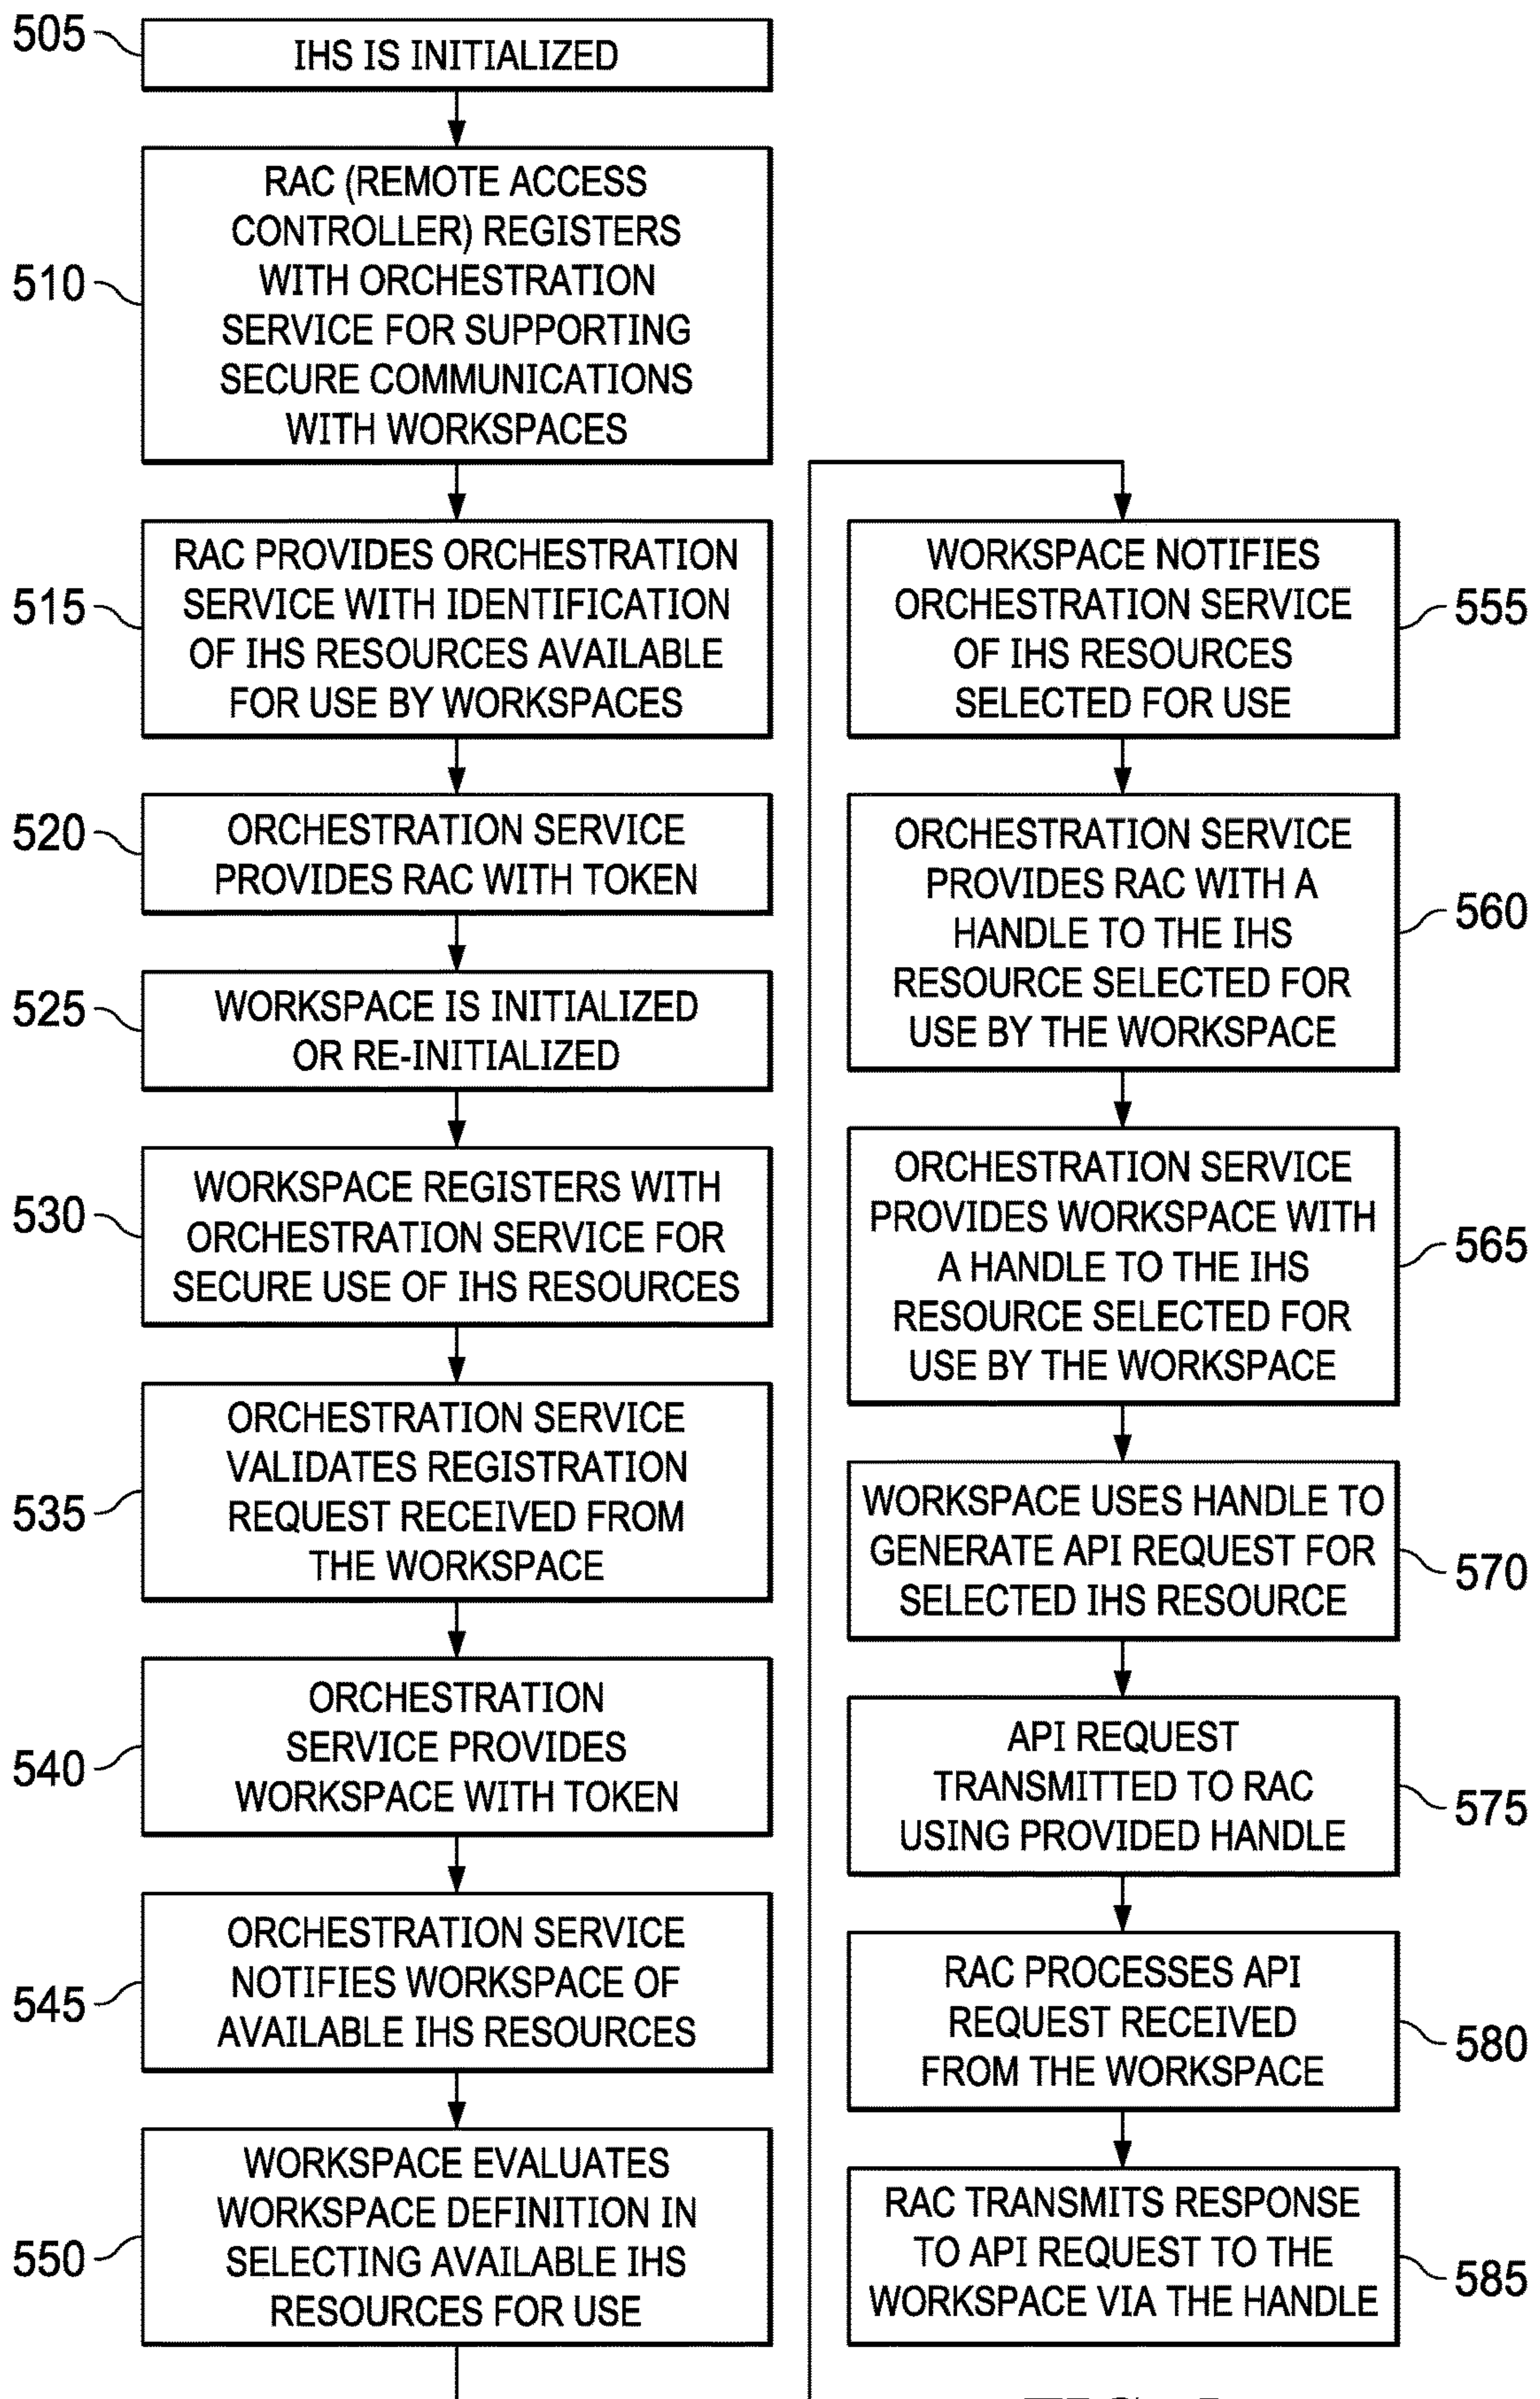 505
IHS IS INITIALIZED
510
RAC (REMOTE ACCESS
CONTROLLER) REGISTERS
WITH ORCHESTRATION
SERVICE FOR SUPPORTING
SECURE COMMUNICATIONS
WITH WORKSPACES
515
RAC PROVIDES ORCHESTRATION
SERVICE WITH IDENTIFICATION
OF IHS RESOURCES AVAILABLE
FOR USE BY WORKSPACES
520
ORCHESTRATION SERVICE
PROVIDES RAC WITH TOKEN
525
WORKSPACE IS INITIALIZED
OR RE-INITIALIZED
530
WORKSPACE REGISTERS WITH
ORCHESTRATION SERVICE FOR
SECURE USE OF IHS RESOURCES
535
ORCHESTRATION SERVICE
VALIDATES REGISTRATION
REQUEST RECEIVED FROM
THE WORKSPACE
540
ORCHESTRATION
SERVICE PROVIDES
WORKSPACE WITH TOKEN
545
ORCHESTRATION SERVICE
NOTIFIES WORKSPACE OF
AVAILABLE IHS RESOURCES
550
WORKSPACE EVALUATES
WORKSPACE DEFINITION IN
SELECTING AVAILABLE IHS
RESOURCES FOR USE
WORKSPACE NOTIFIES
ORCHESTRATION SERVICE
OF IHS RESOURCES
SELECTED FOR USE
555
ORCHESTRATION SERVICE
PROVIDES RAC WITH A
HANDLE TO THE IHS
RESOURCE SELECTED FOR
USE BY THE WORKSPACE
560
ORCHESTRATION SERVICE
PROVIDES WORKSPACE WITH
A HANDLE TO THE IHS
RESOURCE SELECTED FOR
USE BY THE WORKSPACE
565
WORKSPACE USES HANDLE TO
GENERATE API REQUEST FOR
SELECTED IHS RESOURCE
570
API REQUEST
TRANSMITTED TO RAC
USING PROVIDED HANDLE
575
RAC PROCESSES API
REQUEST RECEIVED
FROM THE WORKSPACE
580
RAC TRANSMITS RESPONSE
TO API REQUEST TO THE
WORKSPACE VIA THE HANDLE
585